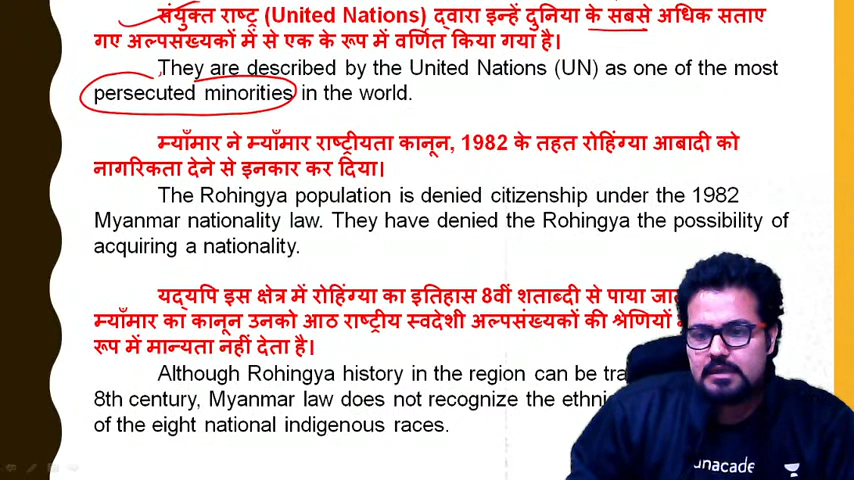 संयुक्त राष्ट्र (United Nations) द्वारा इन्हें दुनिया के सबसे अधिक सताए
गए अल्पसंख्यकों में से एक के रूप में वर्णित किया गया है।
They are described by the United Nations (UN) as one of the most
persecuted minorities in the world.
म्याँमार ने म्याँमार राष्ट्रीयता कानून, 1982 के तहत रोहिंग्या आबादी को
नागरिकता देने से इनकार कर दिया।
The Rohingya population is denied citizenship under the 1982
Myanmar nationality law. They have denied the Rohingya the possibility of
acquiring a nationality.
यद्यपि इस क्षेत्र में रोहिंग्या का इतिहास 8वीं शताब्दी से पाया
म्याँमार का कानून उनको आठ राष्ट्रीय स्वदेशी अल्पसंख्यकों की श्रेणियों
रूप में मान्यता नहीं देता है।
Although Rohingya history in the region can be
8th century, Myanmar law does not recognize the
of the eight national indigenous races.
unacade